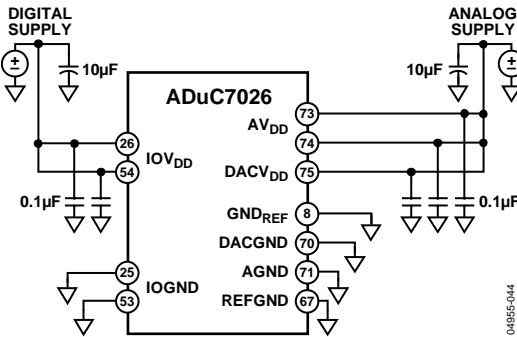 DIGITAL
SUPPLY
ANALOG
SUPPLY
10µF
10µF
ADuC7026
73
AVDD
26
74
IOVDD
54
DACVDD
75
0.1µF
0.1µF
GNDREF
8
DACGND
70
25
AGND
71
IOGND
53
REFGND
67
04955-044